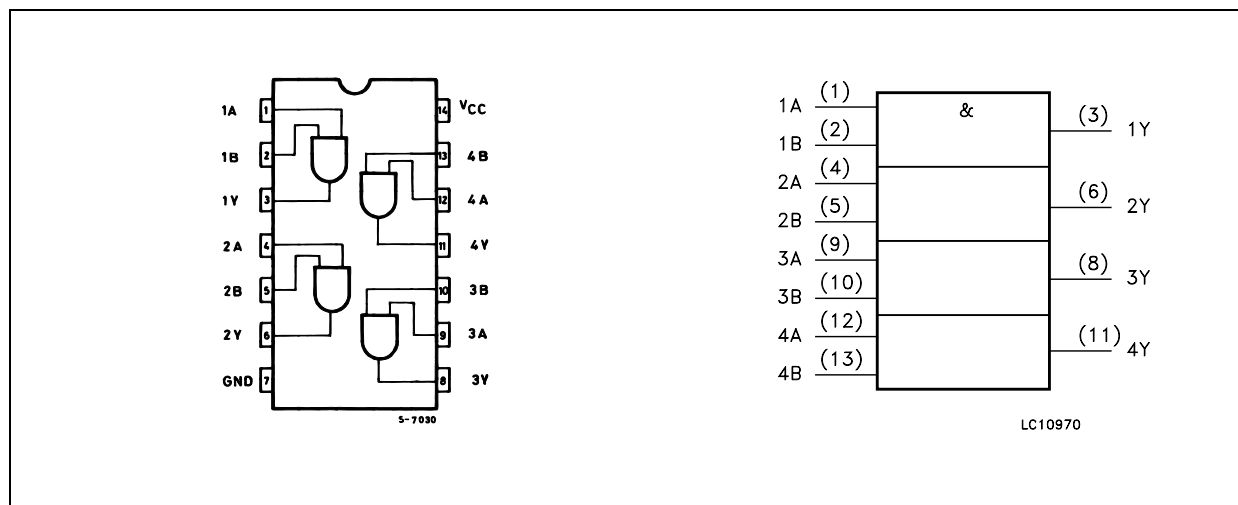 1A 1 14 VCC
1B 2 13 4B
1Y 3 12 4A
2A 4 11 4Y
2B 5 10 3B
2Y 6 9 3A
GND 7 8 3Y
S-7030
&
1A (1)
1B (2)
2A (4)
2B (5)
3A (9)
3B (10)
4A (12)
4B (13)
(3) 1Y
(6) 2Y
(8) 3Y
(11) 4Y
LC10970